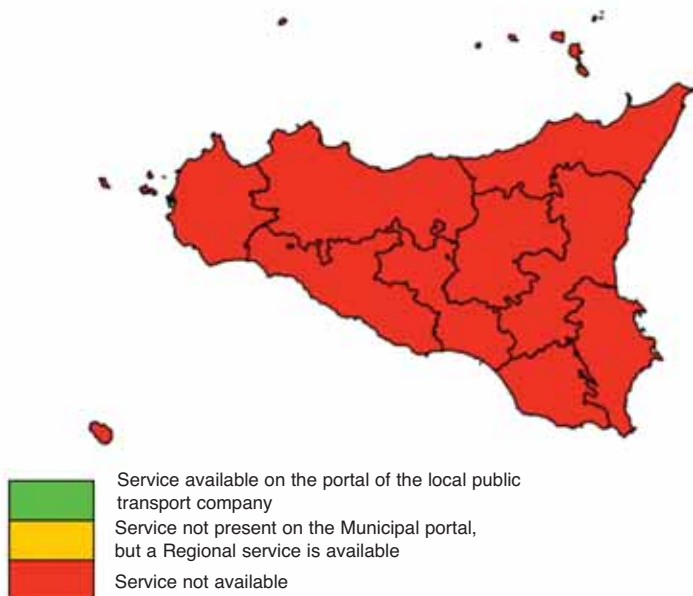 Service available on the portal of the local public
transport company
Service not present on the Municipal portal,
but a Regional service is available
Service not available